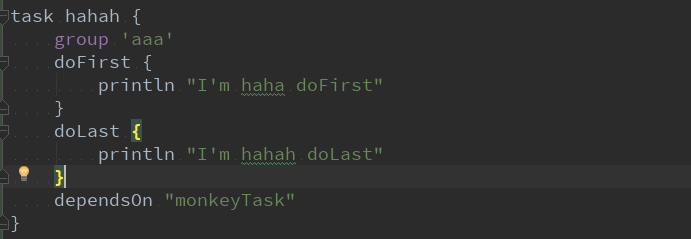 task hahah {
    group 'aaa'
    doFirst {
        println "I'm haha doFirst"
    }
    doLast {
        println "I'm hahah doLast"
    }
    dependsOn "monkeyTask"
}